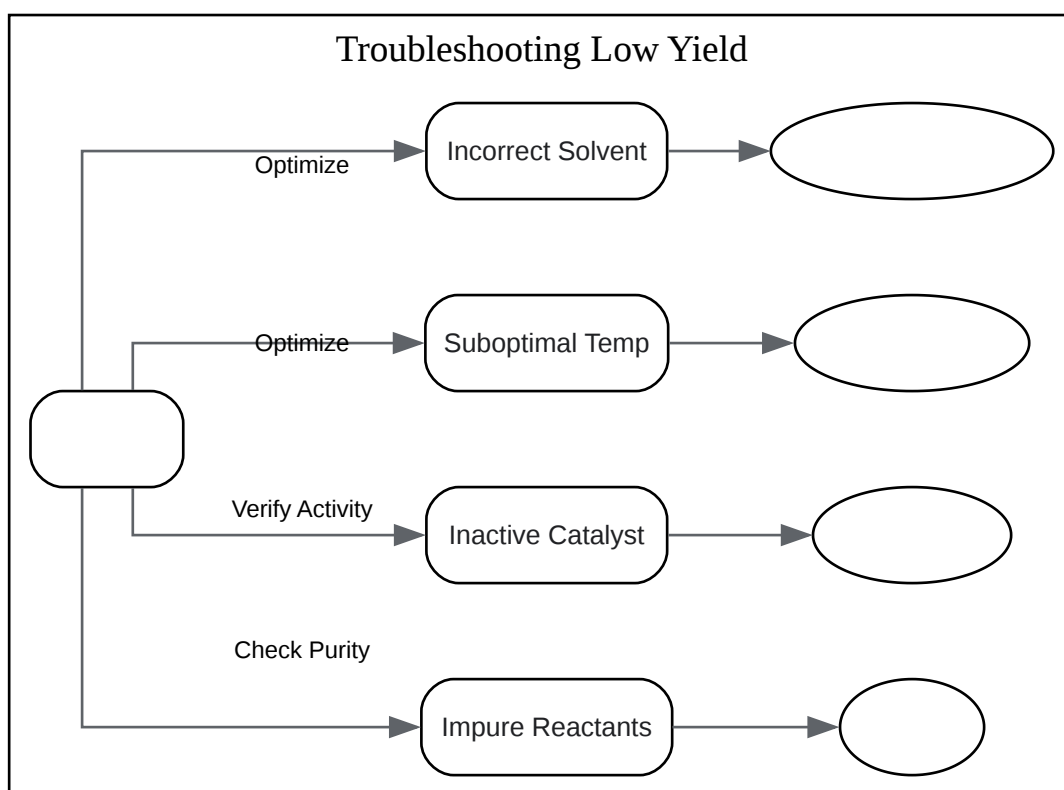 Troubleshooting Low Yield
Optimize
Incorrect Solvent
Optimize
Suboptimal Temp
Verify Activity
Inactive Catalyst
Check Purity
Impure Reactants